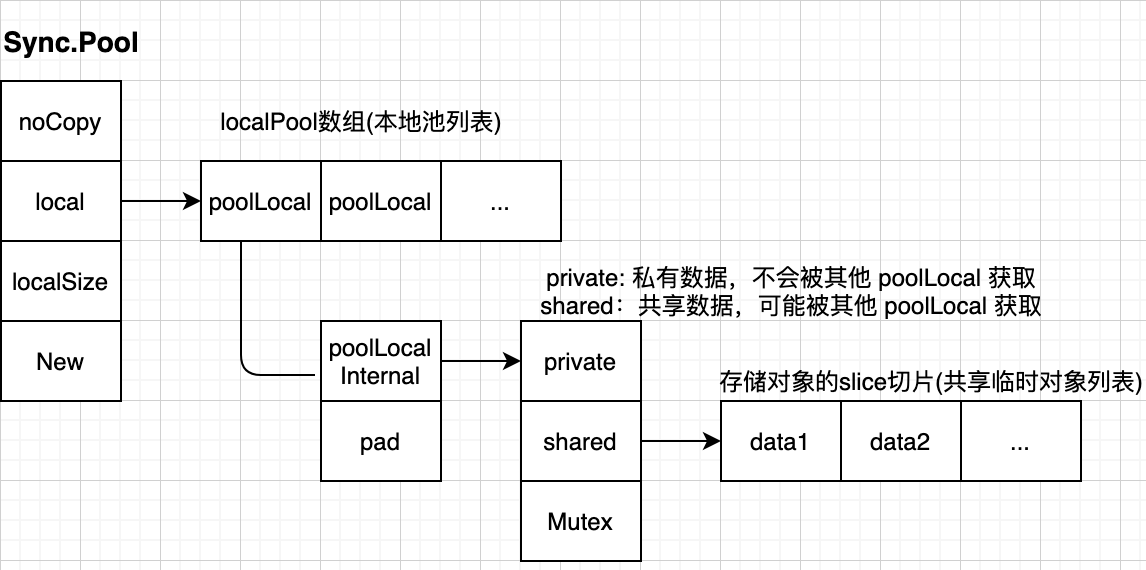 Sync.Pool
noCopy
localPool数组(本地池列表)
local
poolLocal
poolLocal
...
localSize
private: 私有数据，不会被其他 poolLocal 获取
shared：共享数据，可能被其他 poolLocal 获取
New
poolLocal
Internal
private
存储对象的slice切片(共享临时对象列表)
pad
shared
data1
data2
...
Mutex